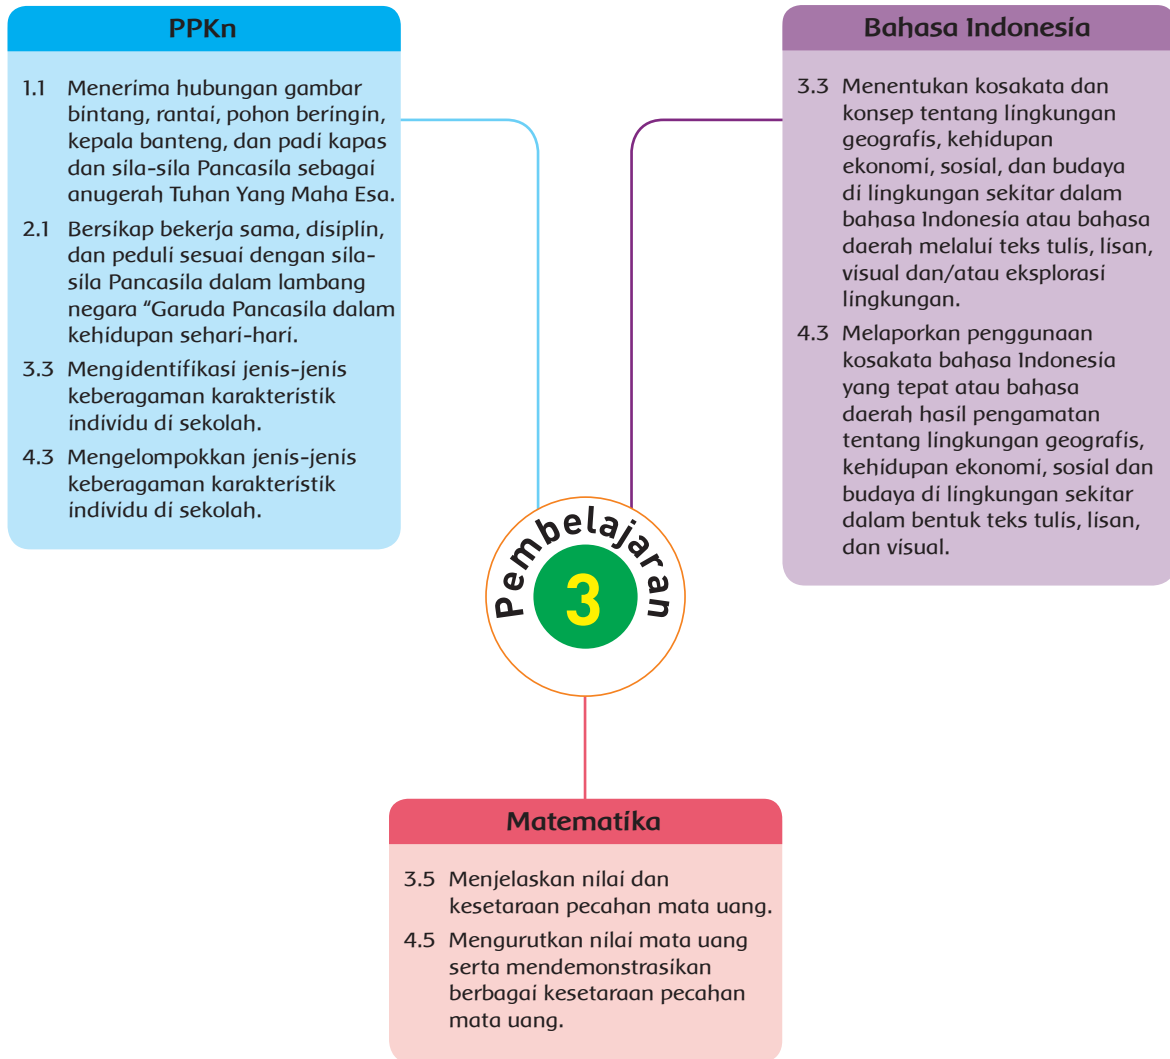 PPKn
1.1 Menerima hubungan gambar
bintang, rantai, pohon beringin,
kepala banteng, dan padi kapas
dan sila-sila Pancasila sebagai
anugerah Tuhan Yang Maha Esa.
2.1 Bersikap bekerja sama, disiplin,
dan peduli sesuai dengan sila-
sila Pancasila dalam lambang
negara “Garuda Pancasila dalam
kehidupan sehari-hari.
3.3 Mengidentifikasi jenis-jenis
keberagaman karakteristik
individu di sekolah.
4.3 Mengelompokkan jenis-jenis
keberagaman karakteristik
individu di sekolah.
Bahasa Indonesia
3.3 Menentukan kosakata dan
konsep tentang lingkungan
geografis, kehidupan
ekonomi, sosial, dan budaya
di lingkungan sekitar dalam
bahasa Indonesia atau bahasa
daerah melalui teks tulis, lisan,
visual dan/atau eksplorasi
lingkungan.
4.3 Melaporkan penggunaan
kosakata bahasa Indonesia
yang tepat atau bahasa
daerah hasil pengamatan
tentang lingkungan geografis,
kehidupan ekonomi, sosial dan
budaya di lingkungan sekitar
dalam bentuk teks tulis, lisan,
dan visual.
Pembelajaran
3
Matematika
3.5 Menjelaskan nilai dan
kesetaraan pecahan mata uang.
4.5 Mengurutkan nilai mata uang
serta mendemonstrasikan
berbagai kesetaraan pecahan
mata uang.